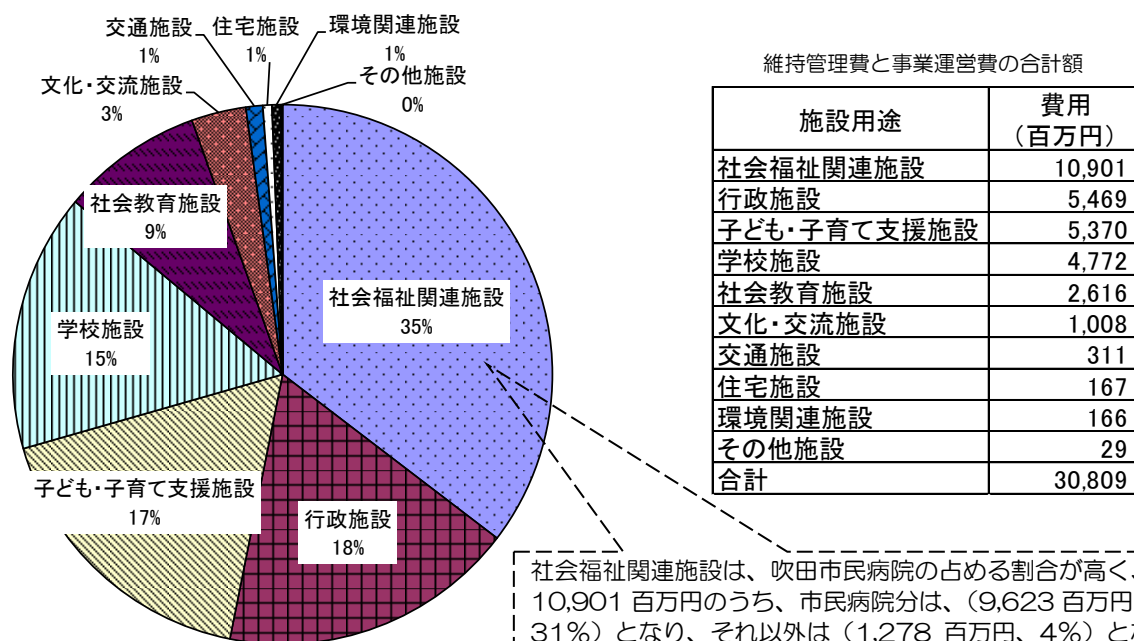 交通施設
1%
住宅施設
1%
環境関連施設
1%
その他施設
0%
文化・交流施設
3%
社会教育施設
9%
社会福祉関連施設
35%
学校施設
15%
子ども・子育て支援施設
17%
行政施設
18%
維持管理費と事業運営費の合計額
施設用途 費用（百万円）
社会福祉関連施設 10,901
行政施設 5,469
子ども・子育て支援施設 5,370
学校施設 4,772
社会教育施設 2,616
文化・交流施設 1,008
交通施設 311
住宅施設 167
環境関連施設 166
その他施設 29
合計 30,809
社会福祉関連施設は、吹田市民病院の占める割合が高く、
10,901 百万円のうち、市民病院分は、（9,623 百万円
31%）となり、それ以外は（1,278 百万円、4%）と